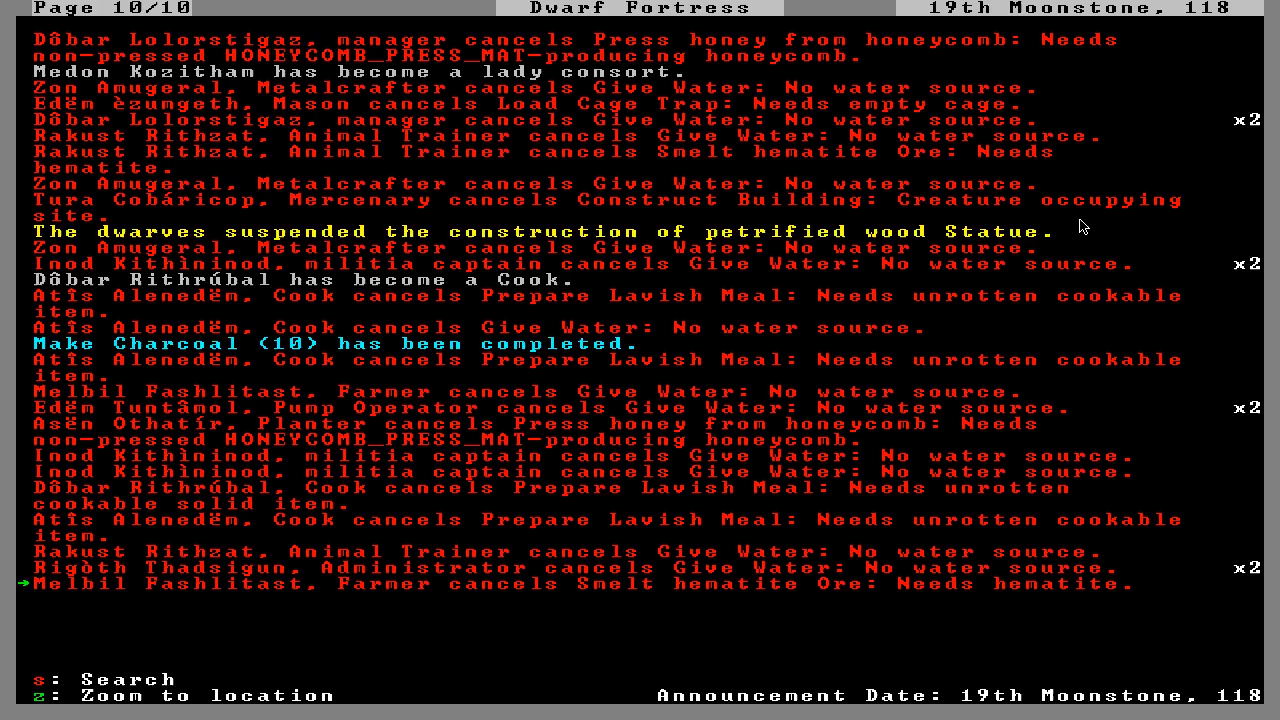 Page 10/10 Dwarf Fortress 19th Moonstone, 118
Dôbar Lolorstigaz, manager cancels Press honey from honeycomb: Needs
non-pressed HONEYCOMB_PRESS_MAT-producing honeycomb.
Medon Kozitham has become a lady consort.
Zon Amugeral, Metalcrafter cancels Give Water: No water source.
Edëm èzumgeth, Mason cancels Load Cage Trap: Needs empty cage.
Dôbar Lolorstigaz, manager cancels Give Water: No water source. x2
Rakust Rithzat, Animal Trainer cancels Give Water: No water source.
Rakust Rithzat, Animal Trainer cancels Smelt hematite Ore: Needs
hematite.
Zon Amugeral, Metalcrafter cancels Give Water: No water source.
Tura Cobáricop, Mercenary cancels Construct Building: Creature occupying
site.
The dwarves suspended the construction of petrified wood Statue.
Zon Amugeral, Metalcrafter cancels Give Water: No water source.
Inod Kithìninod, militia captain cancels Give Water: No water source. x2
Dôbar Rithrúbal has become a Cook.
Atîs Alenedëm, Cook cancels Prepare Lavish Meal: Needs unrotten cookable
item.
Atîs Alenedëm, Cook cancels Give Water: No water source.
Make Charcoal (10) has been completed.
Atîs Alenedëm, Cook cancels Prepare Lavish Meal: Needs unrotten cookable
item.
Melbil Fashlitast, Farmer cancels Give Water: No water source.
Edëm Tuntâmol, Pump Operator cancels Give Water: No water source. x2
Asën Othatír, Planter cancels Press honey from honeycomb: Needs
non-pressed HONEYCOMB_PRESS_MAT-producing honeycomb.
Inod Kithìninod, militia captain cancels Give Water: No water source.
Inod Kithìninod, militia captain cancels Give Water: No water source.
Dôbar Rithrúbal, Cook cancels Prepare Lavish Meal: Needs unrotten
cookable solid item.
Atîs Alenedëm, Cook cancels Prepare Lavish Meal: Needs unrotten cookable
item.
Rakust Rithzat, Animal Trainer cancels Give Water: No water source.
Rigòth Thadsigun, Administrator cancels Give Water: No water source. x2
→Melbil Fashlitast, Farmer cancels Smelt hematite Ore: Needs hematite.
s: Search
z: Zoom to location Announcement Date: 19th Moonstone, 118